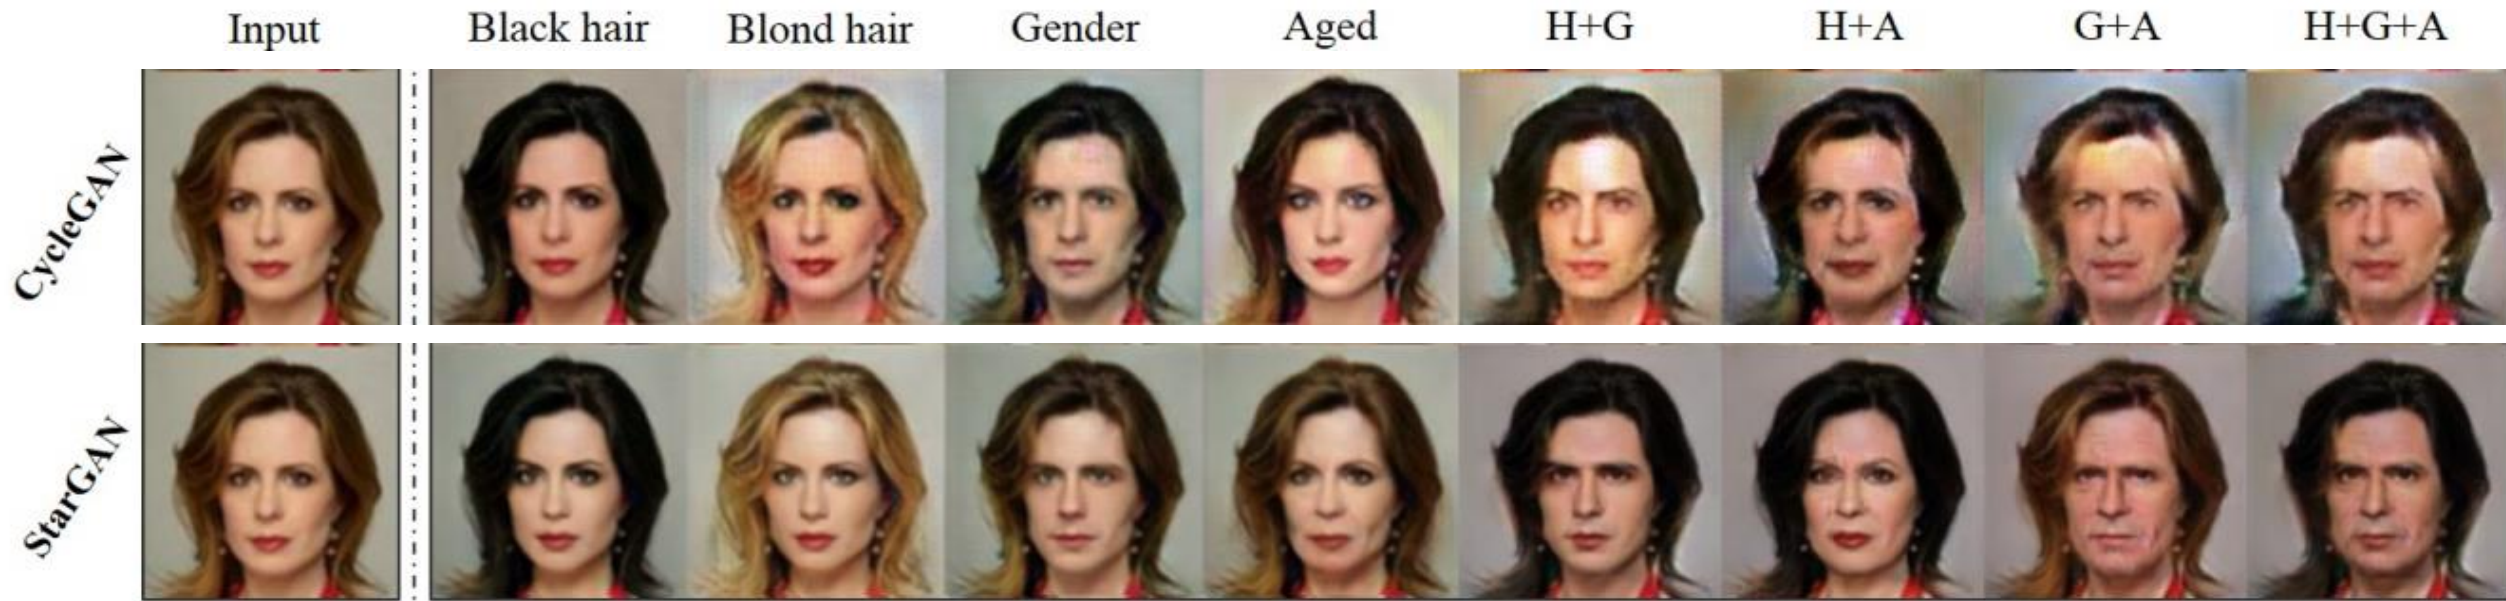 Input Black hair Blond hair Gender Aged H+G H+A G+A H+G+A
CycleGAN
StarGAN